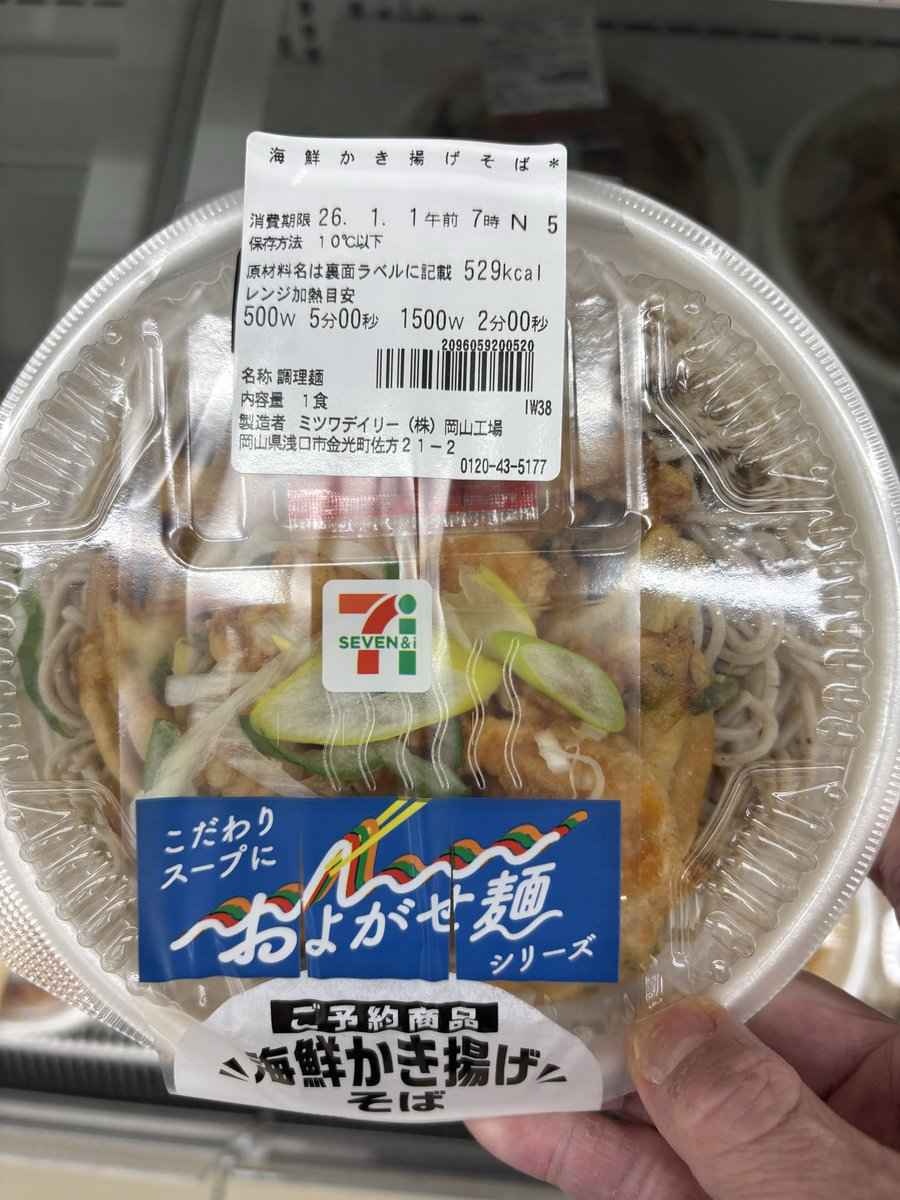 海鮮かき揚げそば*
消費期限 26. 1. 1午前 7時 N 5
保存方法 10℃以下
原材料名は裏面ラベルに記載 529kcal
レンジ加熱目安
500W 5分00秒 1500W 2分00秒
2096059200520
名称 調理麺
内容量 1食
IW38
製造者 ミツワデイリー（株）岡山工場
岡山県浅口市金光町佐方21-2
0120-43-5177
7i
SEVEN&i
こだわり
スープに
およがせ麺
シリーズ
ご予約商品
海鮮かき揚げ
そば